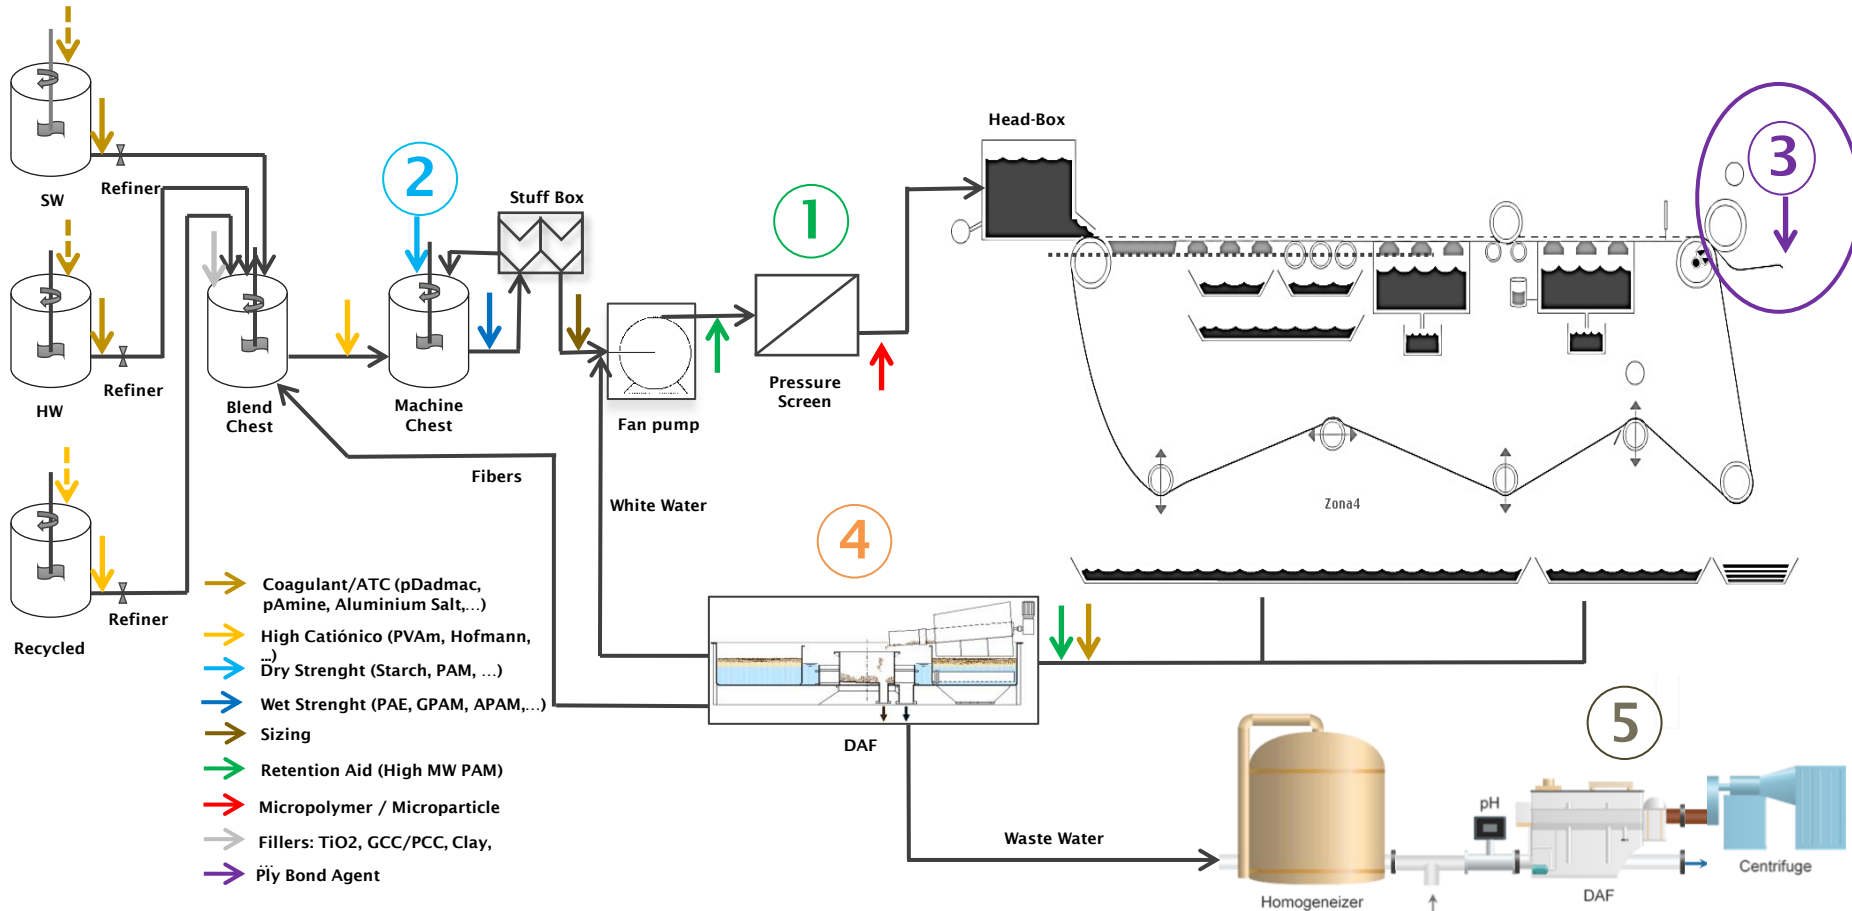 SW
Refiner
HW
Refiner
Recycled
Refiner
Blend
Chest
2
Machine
Chest
Stuff Box
Fan pump
1
Pressure
Screen
Head-Box
3
Zona4
Fibers
White Water
4
DAF
Coagulant/ATC (pDadmac,
pAmine, Aluminium Salt,...)
High Catiónico (PVAm, Hofmann,
...)
Dry Strenght (Starch, PAM, ...)
Wet Strenght (PAE, GPAM, APAM,...)
Sizing
Retention Aid (High MW PAM)
Micropolymer / Microparticle
Fillers: TiO2, GCC/PCC, Clay,
...
Ply Bond Agent
Waste Water
5
pH
Homogeneizer
DAF
Centrifuge